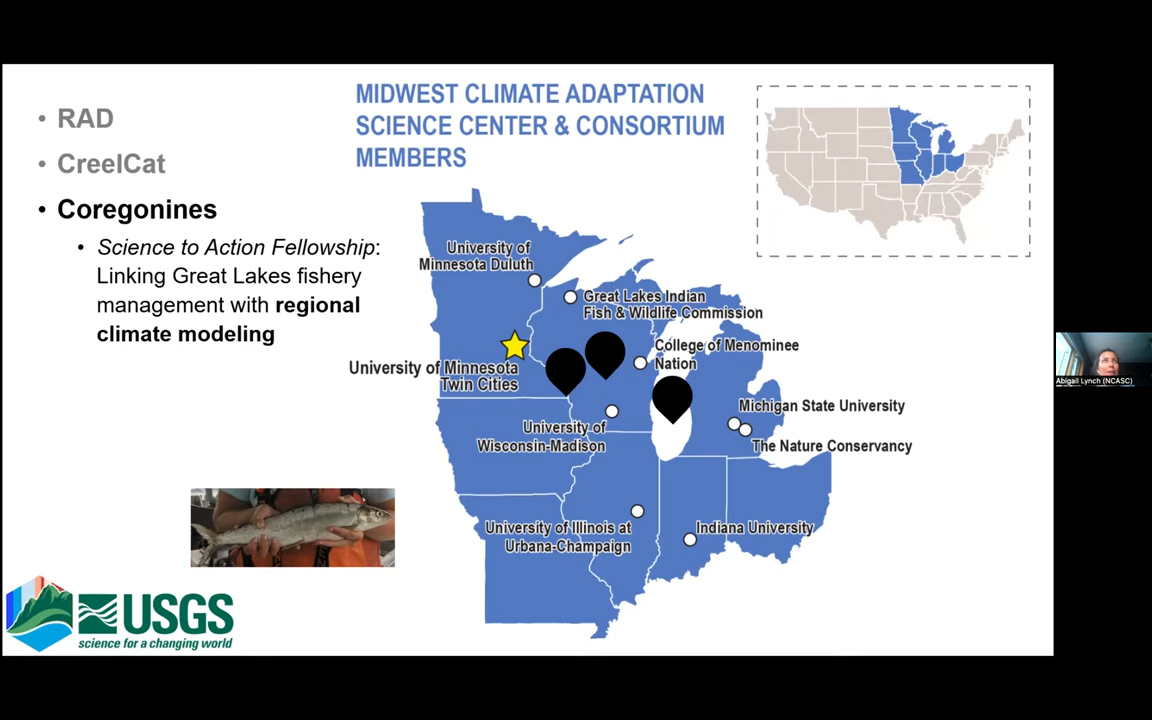 MIDWEST CLIMATE ADAPTATION
SCIENCE CENTER & CONSORTIUM
MEMBERS
• RAD
• CreelCat
• Coregonines
• Science to Action Fellowship:
Linking Great Lakes fishery
management with regional
climate modeling
University of
Minnesota Duluth
Great Lakes Indian
Fish & Wildlife Commission
College of Menominee
Nation
University of Minnesota
Twin Cities
Michigan State University
University of
Wisconsin-Madison
The Nature Conservancy
University of Illinois at
Urbana-Champaign
Indiana University
USGS
science for a changing world
Abigail Lynch (NCASC)